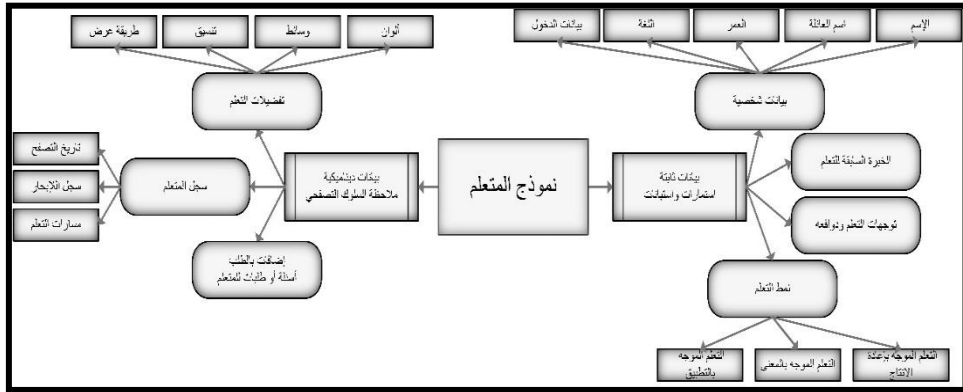 الإسم
اسم العائلة
العمر
اللغة
بيانات الدخول
ألوان
وسائط
تنسيق
طريقة عرض
بيانات شخصية
تفضيلات التعلم
الخبرة السابقة للتعلم
تاريخ التصفح
نموذج المتعلم
بيانات ثابتة
استمارات واستبيانات
بيانات ديناميكية
ملاحظة السلوك التصفحي
سجل المتعلم
سجل اللإبحار
مسارات التعلم
توجهات التعلم ودوافعه
إضافات بالطلب
أسئلة أو طلبات للمتعلم
نمط التعلم
التعلم الموجه بإعادة
الإنتاج
التعلم الموجه بالمعنى
التعلم الموجه
بالتطبيق